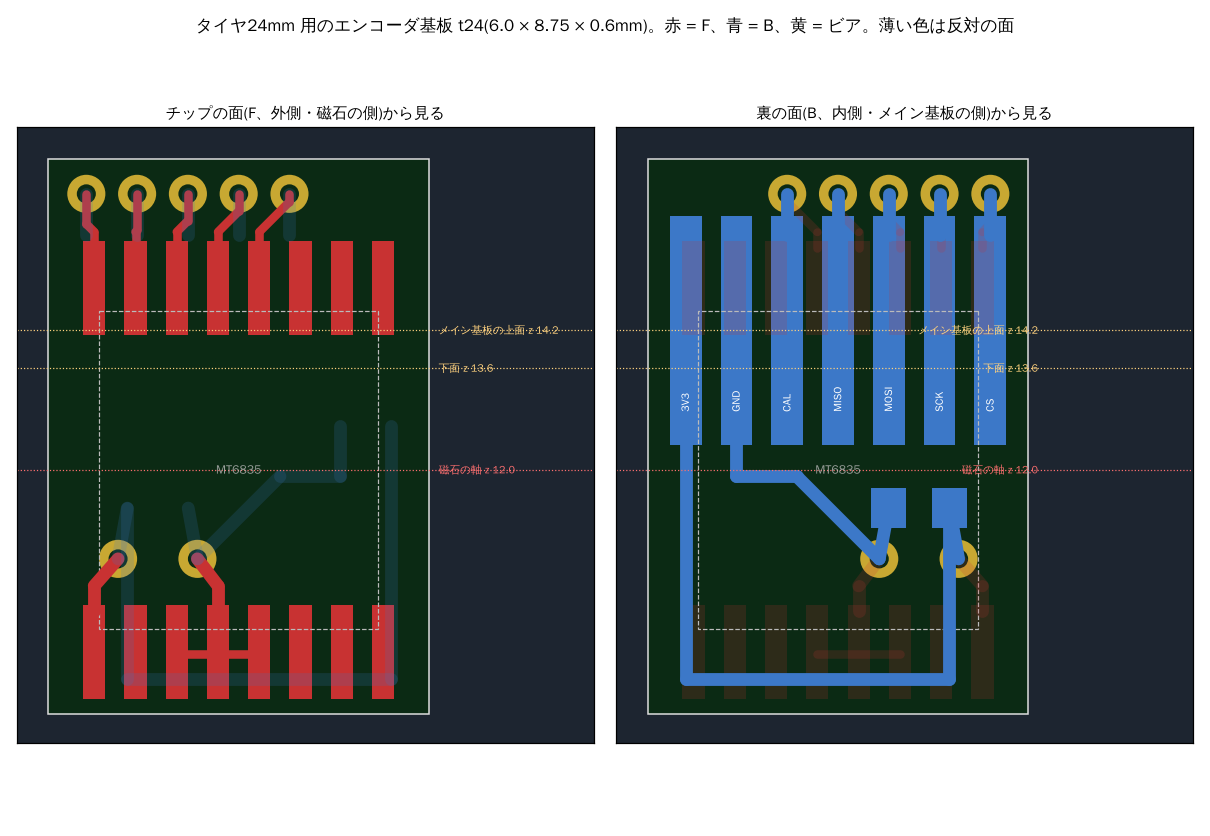 タイヤ24mm 用のエンコーダ基板 t24(6.0 × 8.75 × 0.6mm)。赤 = F、青 = B、黄 = ビア。薄い色は反対の面
チップの面(F、外側・磁石の側)から見る
メイン基板の上面 z 14.2
下面 z 13.6
MT6835
磁石の軸 z 12.0
裏の面(B、内側・メイン基板の側)から見る
メイン基板の上面 z 14.2
下面 z 13.6
3V3
GND
CAL
MISO
MOSI
SCK
CS
MT6835
磁石の軸 z 12.0